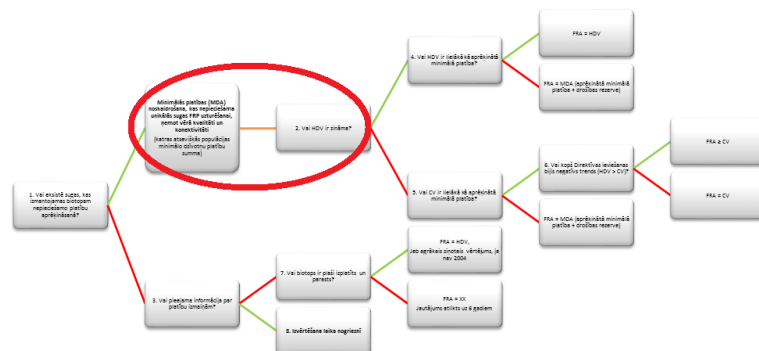 1. Vai eksistē sugas, kas
izmantojamas biotopam
nepieciešamo platību
aprēķināšanā?
Minimālās platības (MDA)
noskaidrošana, kas nepieciešama
unikālās sugas FRP uzturēšanai,
ņemot vērā kvalitāti un
konektivitāti
(katras atsevišķās populācijas
minimālo dzīvotņu platību
summa)
2. Vai HDV ir zināma?
4. Vai HDV ir lielākā kā aprēķinātā
minimālā platība?
FRA = HDV
FRA = MDA (aprēķinātā minimālā
platība + drošības rezerve)
5. Vai CV ir lielākā kā aprēķinātā
minimālā platība?
6. Vai kopš Direktīvas ieviešanas
bijis negatīvs trends (HDV > CV)?
FRA ≥ CV
FRA = CV
FRA = MDA (aprēķinātā minimālā
platība + drošības rezerve)
3. Vai pieejama informācija par
platību izmaiņām?
7. Vai biotops ir plaši izplatīts un
parasts?
FRA = HDV,
Jeb agrākais ziņotais vērtējums, ja
nav 2004
FRA = XX
Jautājums atlikts uz 6 gadiem
8. Izvērtēšana laika nogrieznī